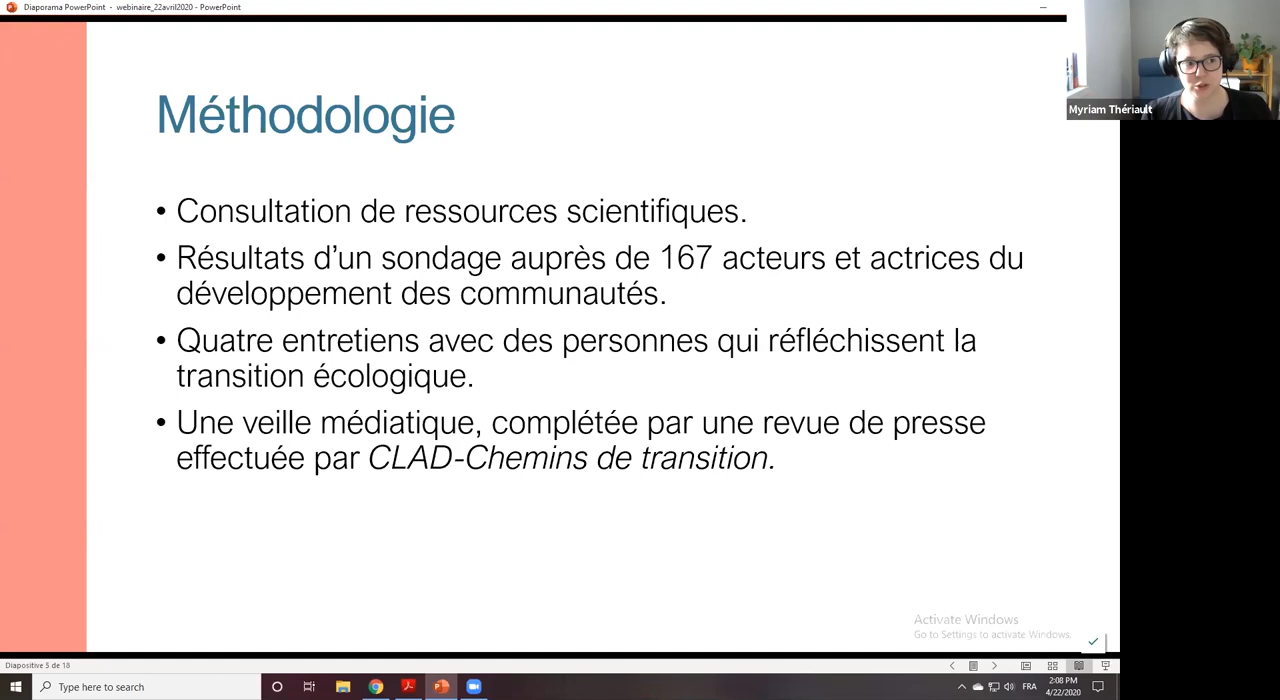 Diaporama PowerPoint - webinaire_22avril2020 - PowerPoint
Myriam Thériault
Méthodologie
• Consultation de ressources scientifiques.
• Résultats d’un sondage auprès de 167 acteurs et actrices du
développement des communautés.
• Quatre entretiens avec des personnes qui réfléchissent la
transition écologique.
• Une veille médiatique, complétée par une revue de presse
effectuée par CLAD-Chemins de transition.
Activate Windows
Go to Settings to activate Windows.
Diapositive 5 de 18
Type here to search
FRA
2:08 PM
4/22/2020